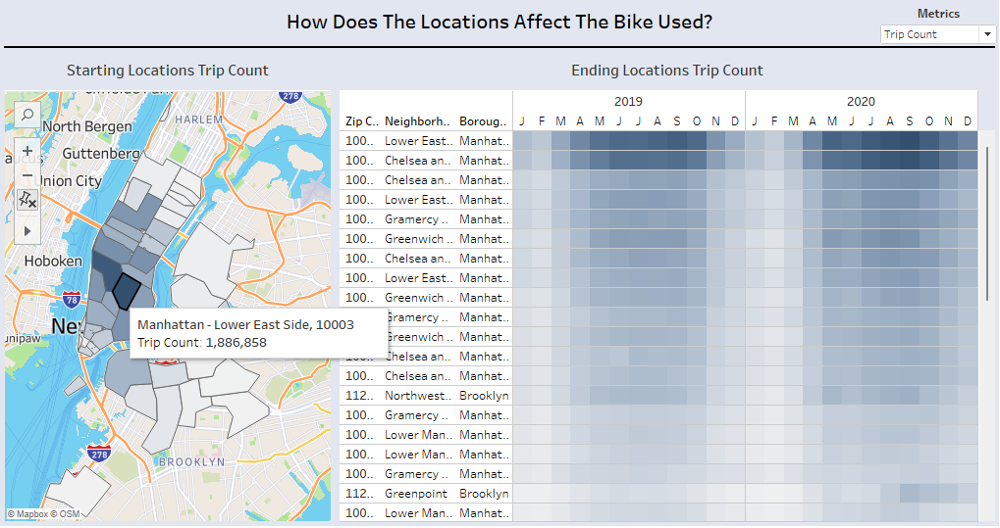 How Does The Locations Affect The Bike Used?
Metrics
Trip Count
Starting Locations Trip Count
Ending Locations Trip Count
278
HARLEM
North Bergen
Guttenberg
Union City
Hoboken
78
Manhattan - Lower East Side, 10003
Trip Count: 1,886,858
278
BROOKLYN
© Mapbox © OSM
2019 2020
Zip C.. Neighborh.. Boroug.. J F M A M J J A S O N D J F M A M J J A S O N D
100.. Lower East.. Manhat..
100.. Chelsea an.. Manhat..
100.. Chelsea an.. Manhat..
100.. Lower East.. Manhat..
100.. Gramercy .. Manhat..
100.. Greenwich .. Manhat..
100.. Chelsea an.. Manhat..
100.. Lower East.. Manhat..
100.. Greenwich .. Manhat..
Gramercy .. Manhat..
Greenwich .. Manhat..
100.. Chelsea an.. Manhat..
100.. Chelsea an.. Manhat..
112.. Northwest.. Brooklyn
100.. Gramercy .. Manhat..
100.. Lower Man.. Manhat..
100.. Lower Man.. Manhat..
100.. Gramercy .. Manhat..
112.. Greenpoint Brooklyn
100.. Lower Man.. Manhat..